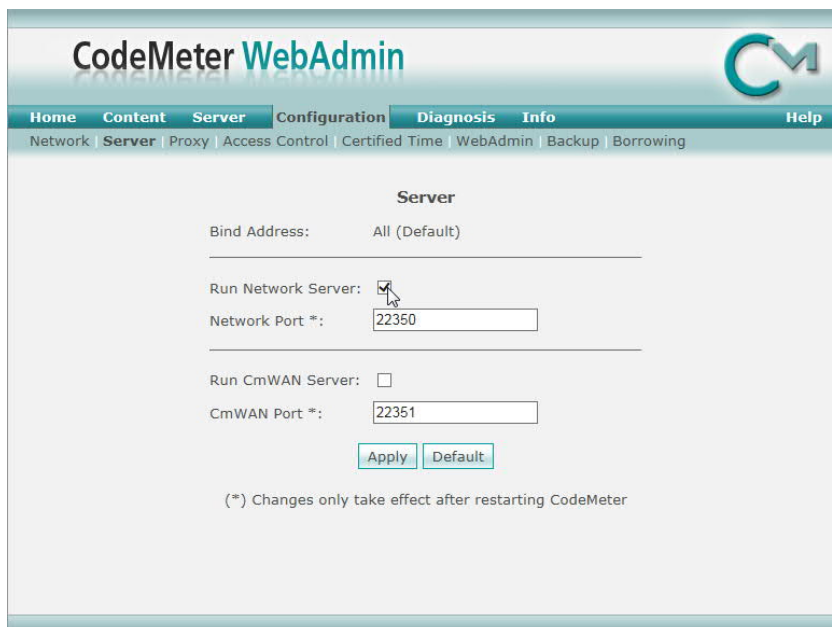 CodeMeter WebAdmin
CM
Home Content Server Configuration Diagnosis Info Help
Network | Server | Proxy | Access Control | Certified Time | WebAdmin | Backup | Borrowing
Server
Bind Address: All (Default)
Run Network Server:
Network Port *: 22350
Run CmWAN Server:
CmWAN Port *: 22351
Apply Default
(*) Changes only take effect after restarting CodeMeter